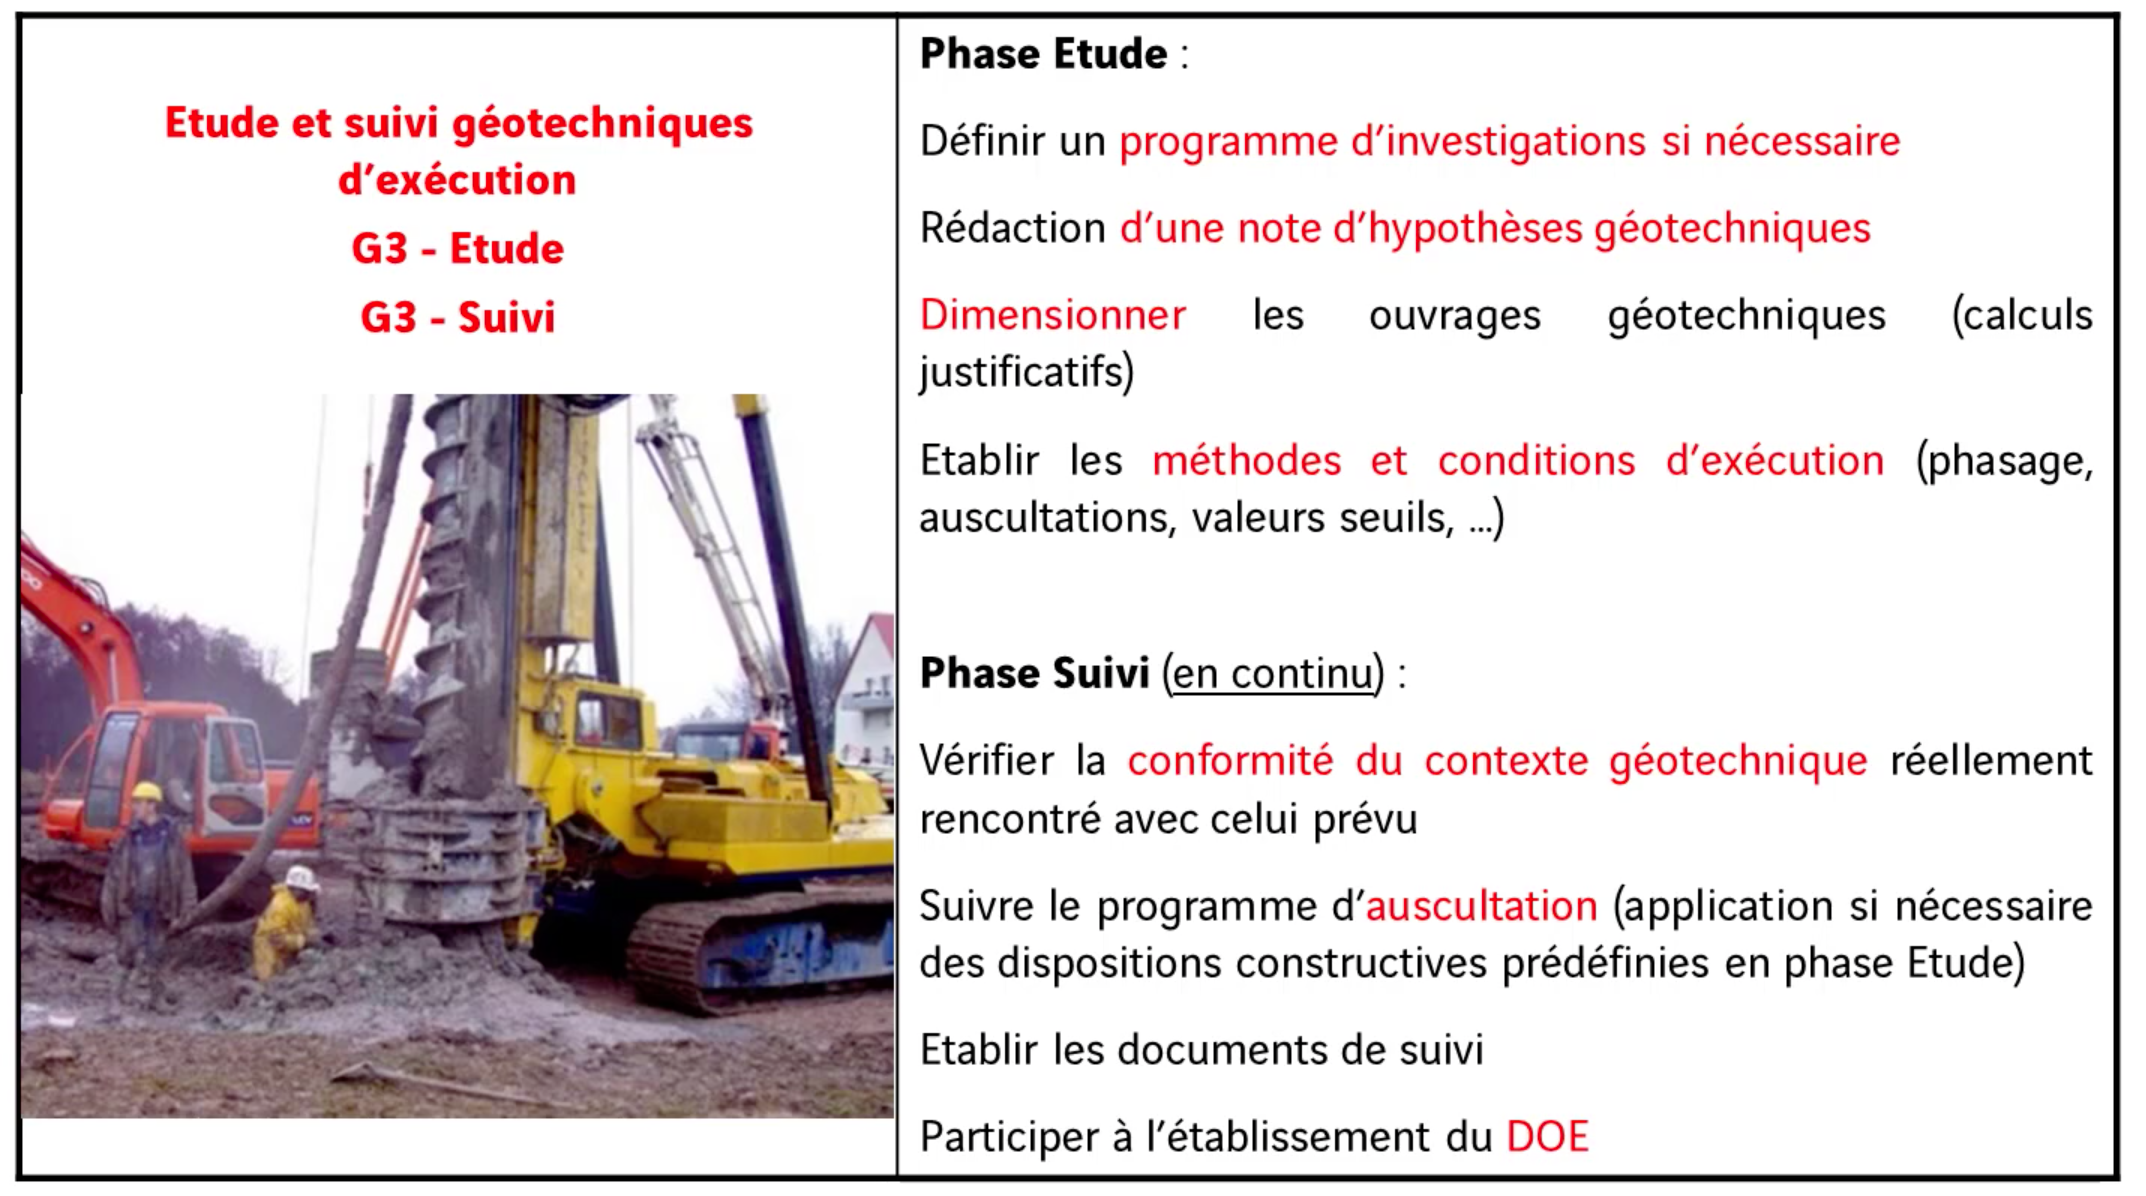 Etude et suivi géotechniques
d’exécution
G3 - Etude
G3 - Suivi
Phase Etude :
Définir un programme d’investigations si nécessaire
Rédaction d’une note d’hypothèses géotechniques
Dimensionner les ouvrages géotechniques (calculs
justificatifs)
Etablir les méthodes et conditions d’exécution (phasage,
auscultations, valeurs seuils, ...)
Phase Suivi (en continu) :
Vérifier la conformité du contexte géotechnique réellement
rencontré avec celui prévu
Suivre le programme d’auscultation (application si nécessaire
des dispositions constructives prédéfinies en phase Etude)
Etablir les documents de suivi
Participer à l’établissement du DOE